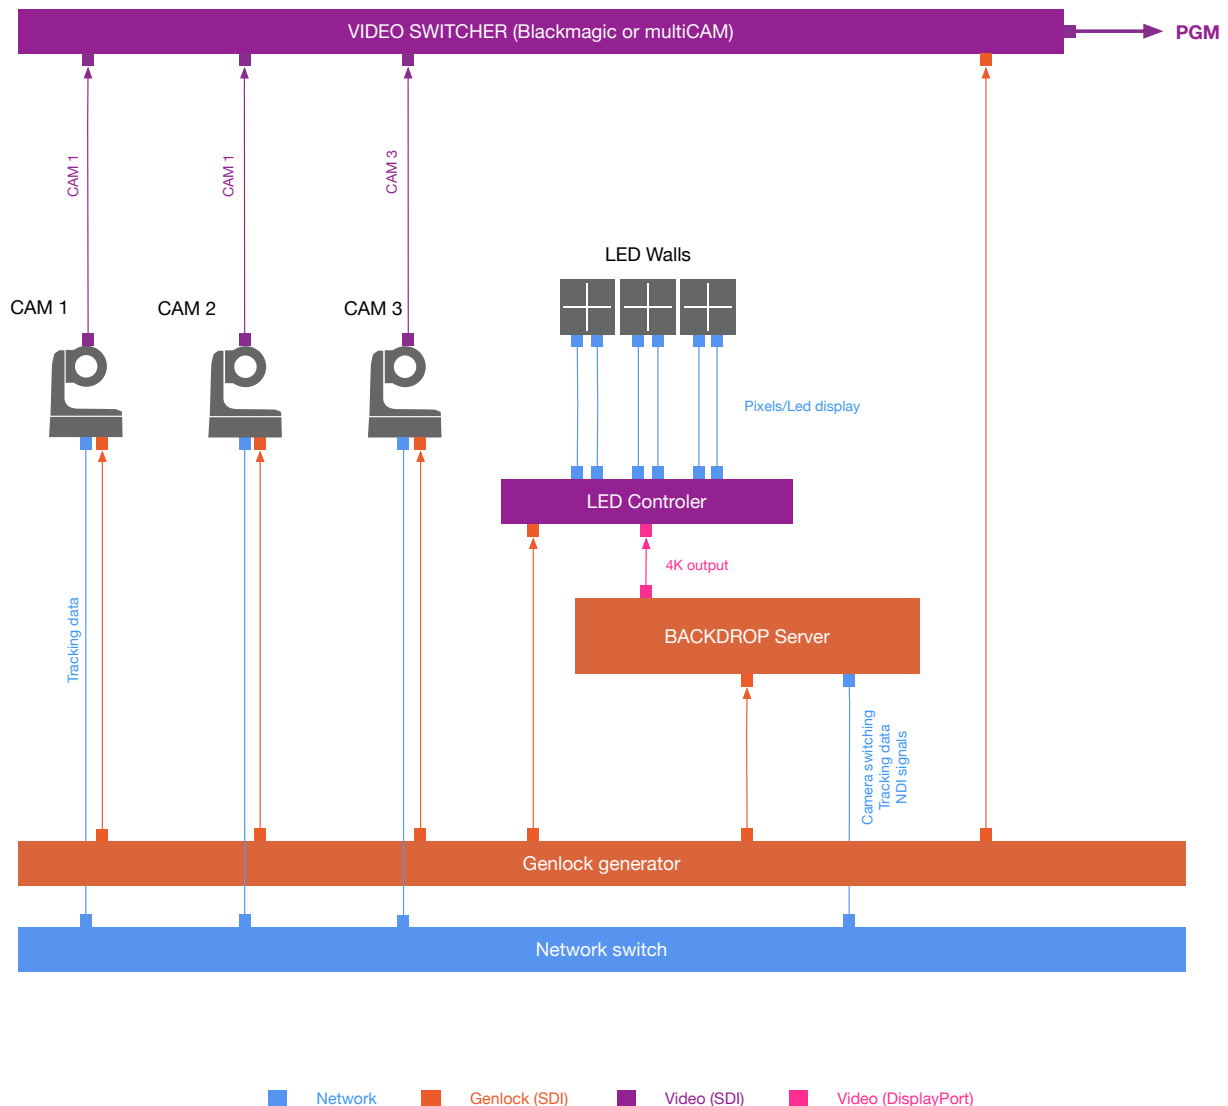 VIDEO SWITCHER (Blackmagic or multiCAM)
PGM
CAM 1
CAM 1
CAM 3
LED Walls
CAM 1
CAM 2
CAM 3
Pixels/Led display
LED Controler
4K output
BACKDROP Server
Tracking data
Camera switching
Tracking data
NDI signals
Genlock generator
Network switch
Network
Genlock (SDI)
Video (SDI)
Video (DisplayPort)